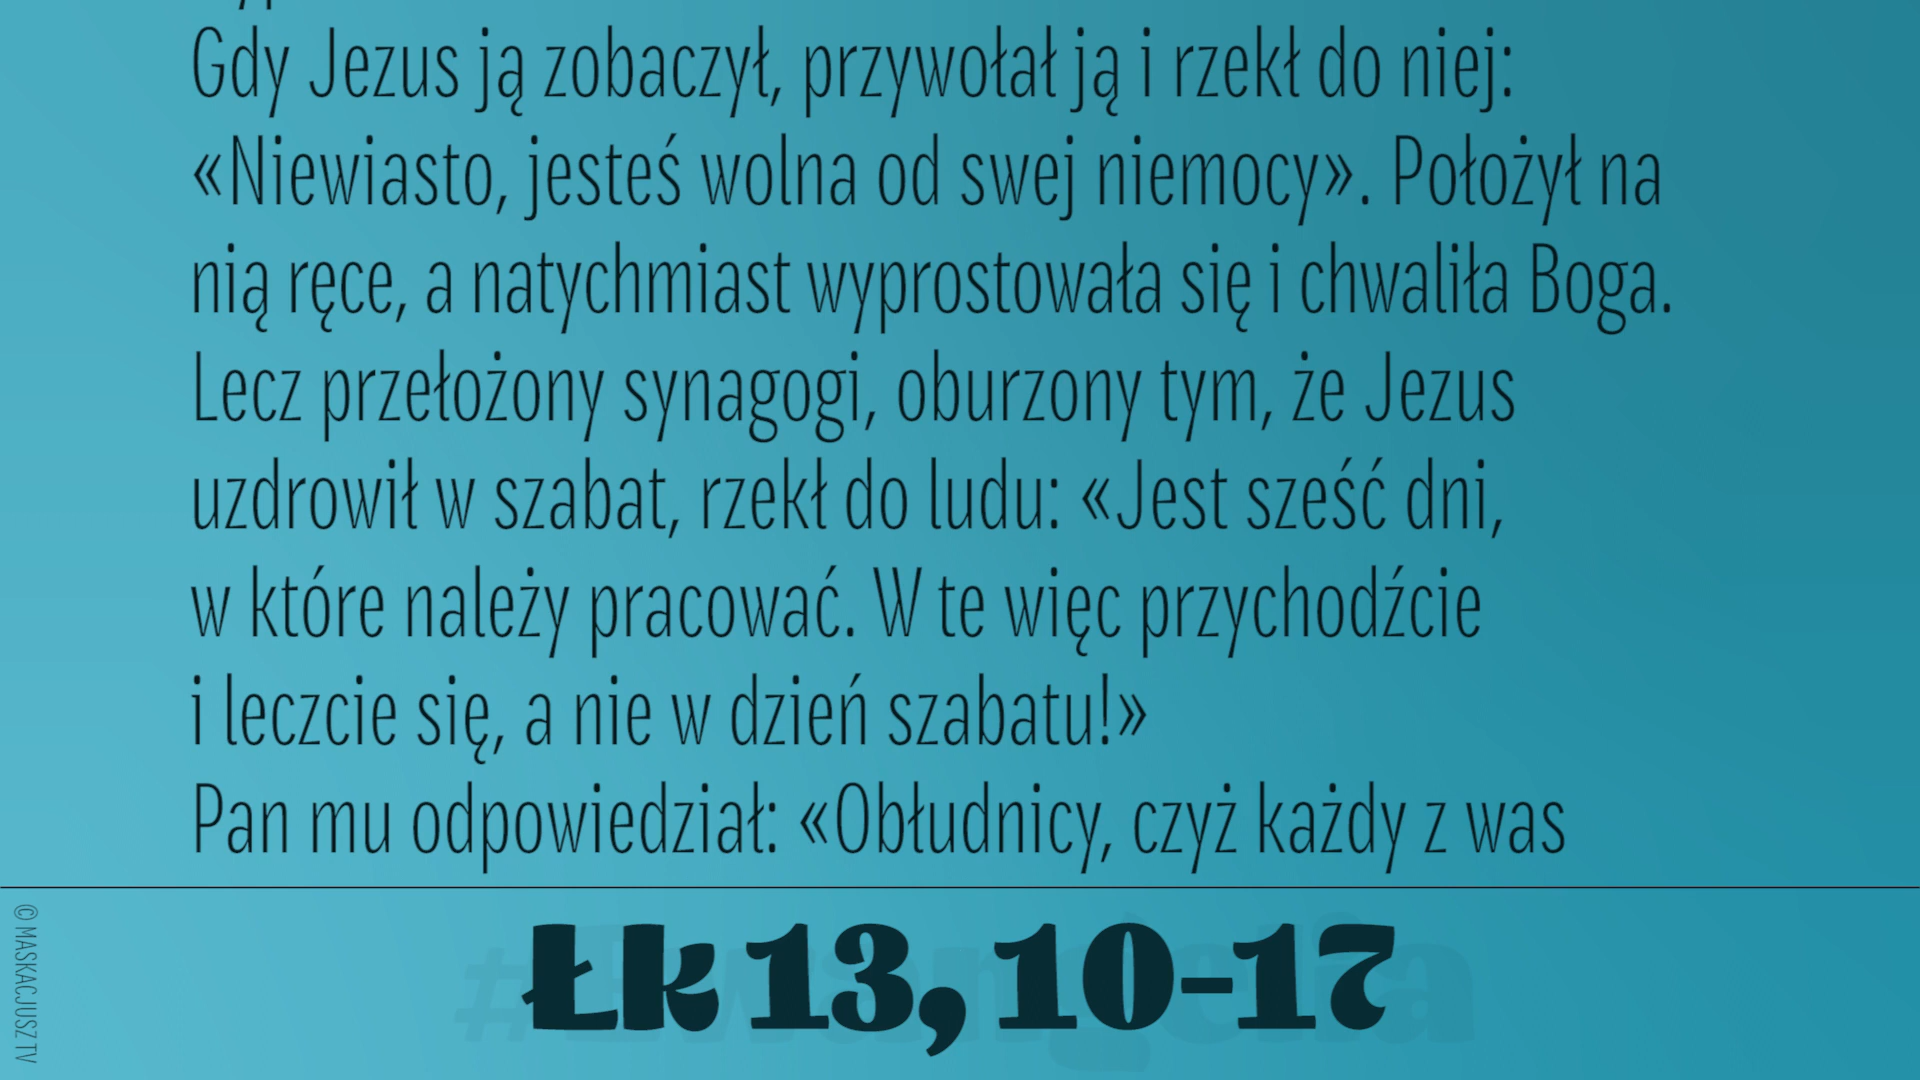 Gdy Jezus ją zobaczył, przywołał ją i rzekł do niej:
«Niewiasto, jesteś wolna od swej niemocy». Położył na
nią ręce, a natychmiast wyprostowała się i chwaliła Boga.
Lecz przełożony synagogi, oburzony tym, że Jezus
uzdrowił w szabat, rzekł do ludu: «Jest sześć dni,
w które należy pracować. W te więc przychodźcie
i leczcie się, a nie w dzień szabatu!»
Pan mu odpowiedział: «Obłudnicy, czyż każdy z was
Łk 13, 10-17
#Ewangelia
© MASKACJUSZ TV